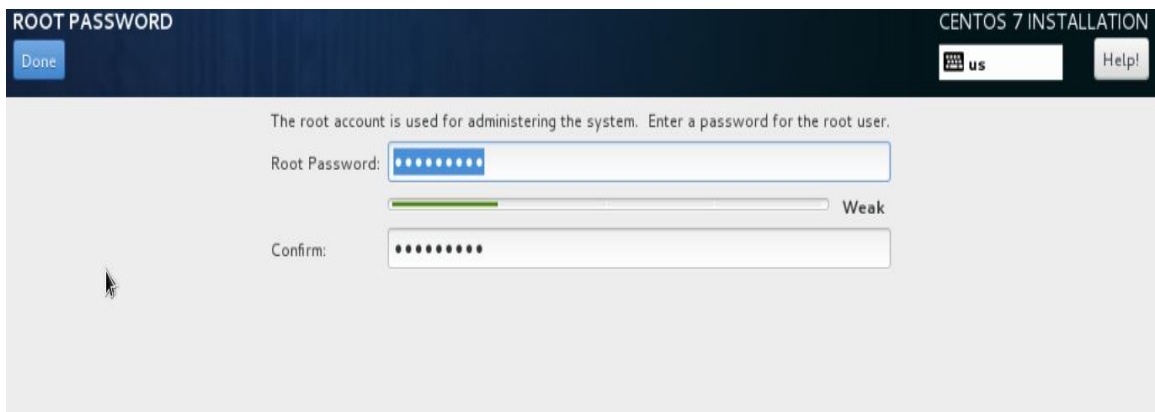 ROOT PASSWORD
CENTOS 7 INSTALLATION
Done
us
Help!
The root account is used for administering the system. Enter a password for the root user.
Root Password: •••••••••
Weak
Confirm: •••••••••